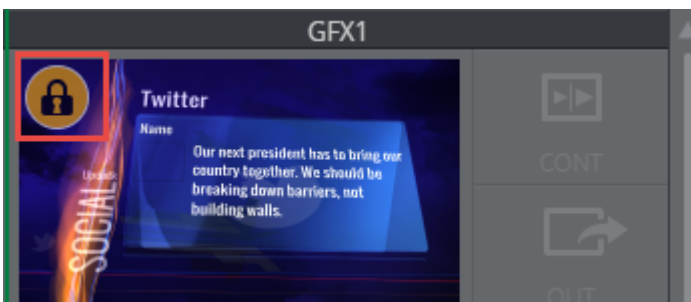 GFX1
Twitter
Name
Our next president has to bring our
country together. We should be
breaking down barriers, not
building walls.
Update
SOCIAL
CONT
OUT